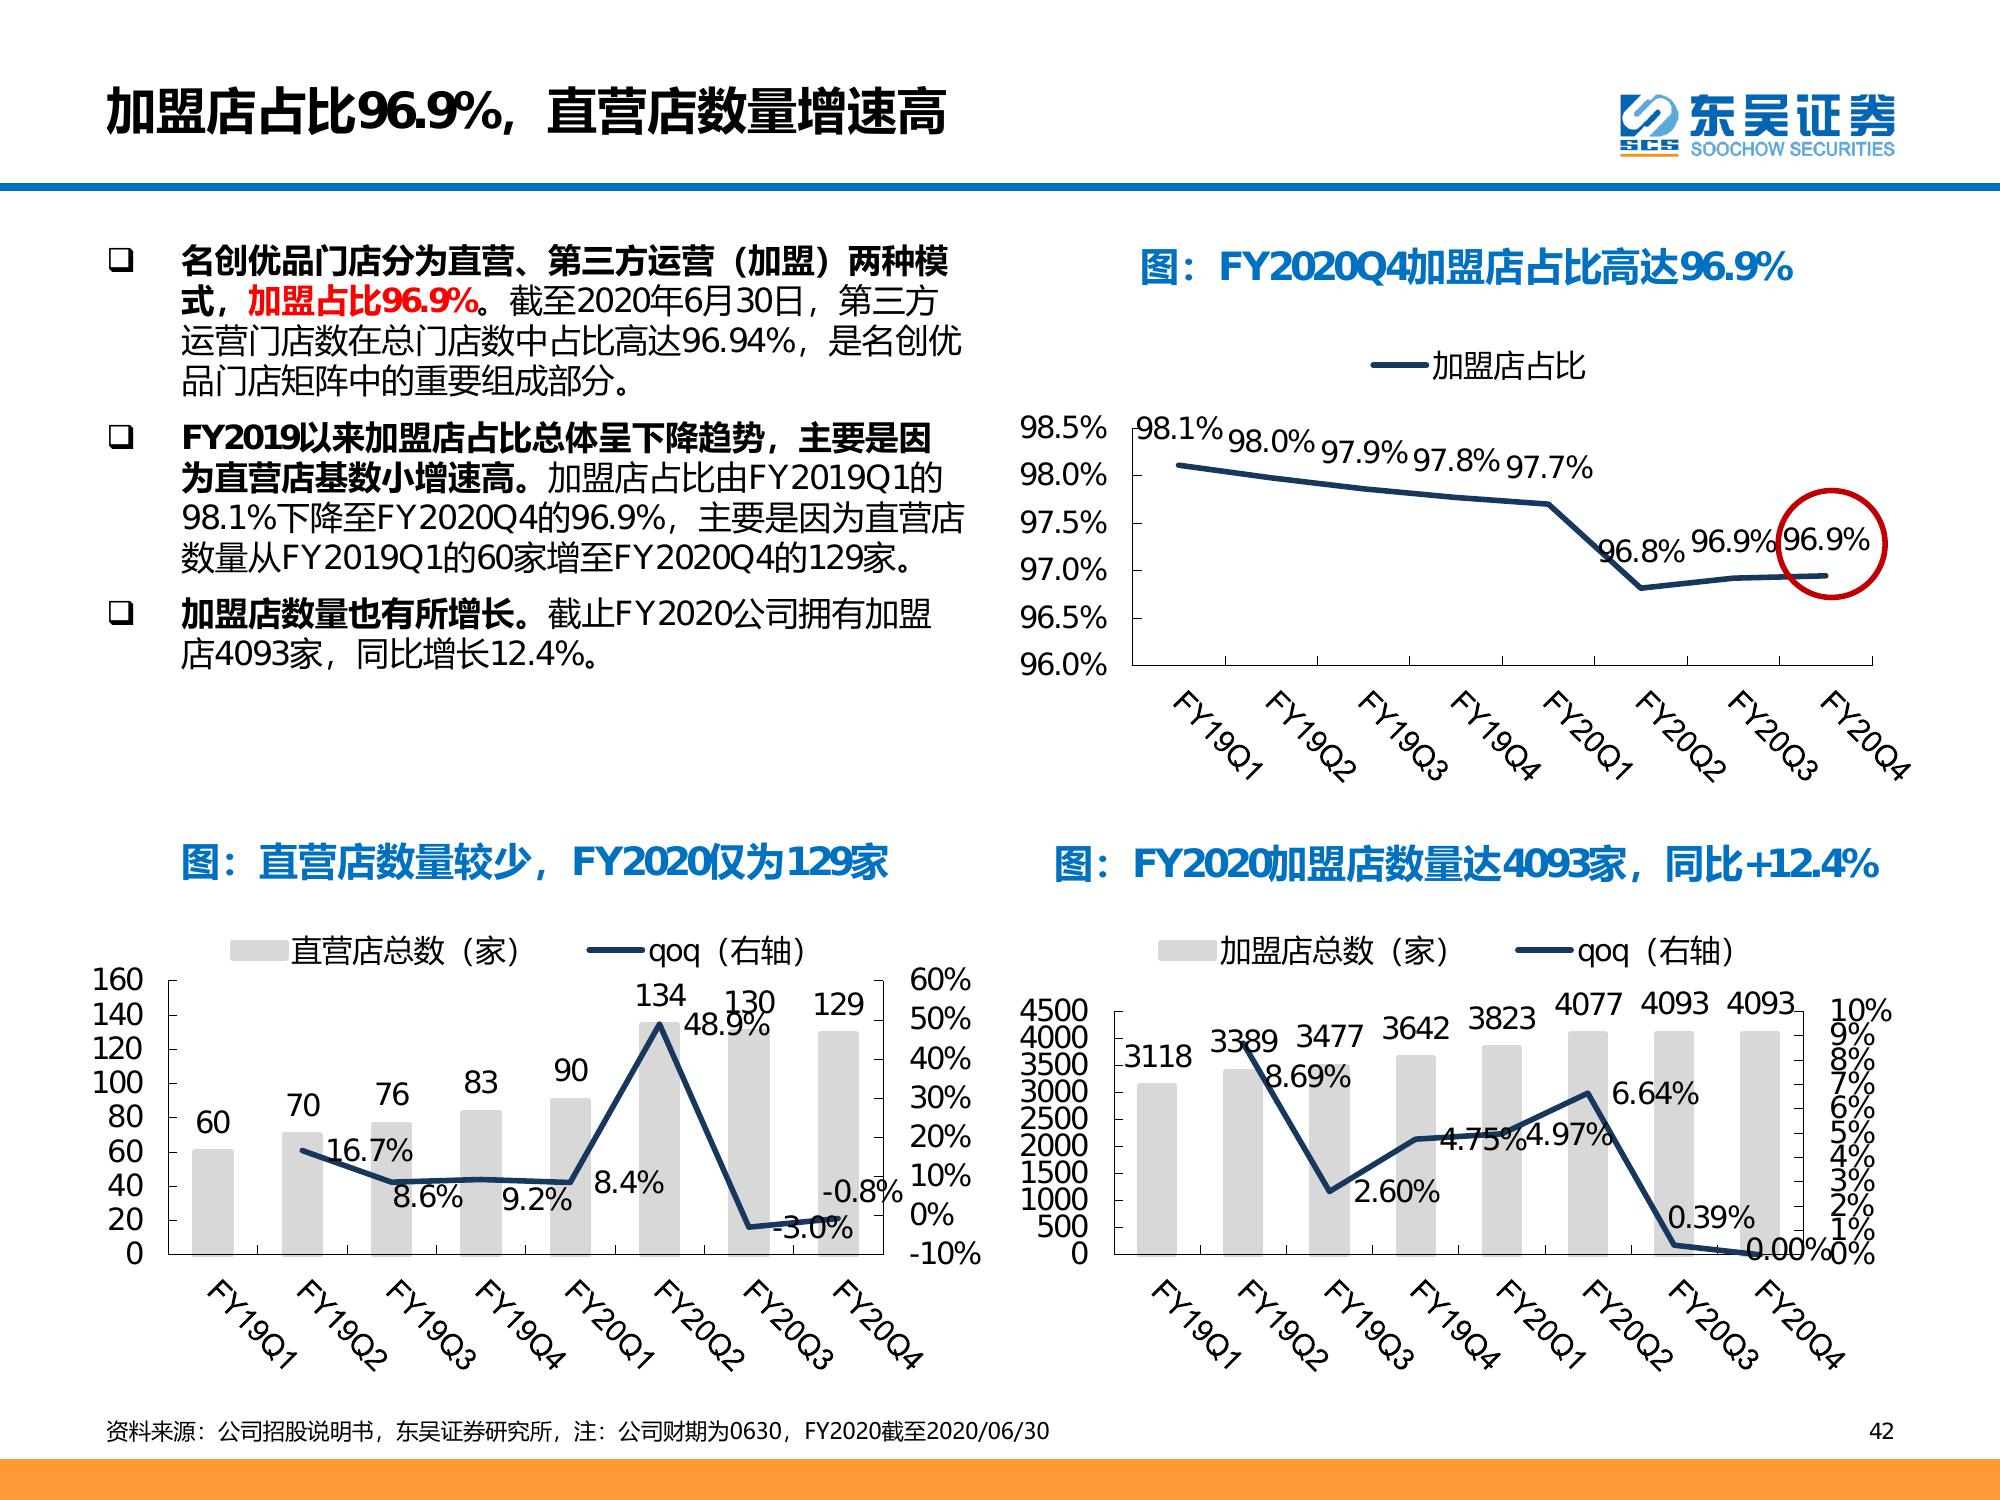 加盟店占比96.9%，直营店数量增速高
东吴证券
SCS
SOOCHOW SECURITIES
❑ 名创优品门店分为直营、第三方运营（加盟）两种模
式，加盟占比96.9%。截至2020年6月30日，第三方
运营门店数在总门店数中占比高达96.94%，是名创优
品门店矩阵中的重要组成部分。
❑ FY2019以来加盟店占比总体呈下降趋势，主要是因
为直营店基数小增速高。加盟店占比由FY2019Q1的
98.1%下降至FY2020Q4的96.9%，主要是因为直营店
数量从FY2019Q1的60家增至FY2020Q4的129家。
❑ 加盟店数量也有所增长。截止FY2020公司拥有加盟
店4093家，同比增长12.4%。
图：FY2020Q4加盟店占比高达96.9%
加盟店占比
98.5%
98.0%
97.5%
97.0%
96.5%
96.0%
98.1% 98.0% 97.9% 97.8% 97.7% 96.8% 96.9% 96.9%
FY19Q1 FY19Q2 FY19Q3 FY19Q4 FY20Q1 FY20Q2 FY20Q3 FY20Q4
图：直营店数量较少，FY2020仅为129家
直营店总数（家） qoq（右轴）
160
140
120
100
80
60
40
20
0
60 70 76 83 90 134 130 129
16.7% 8.6% 9.2% 8.4% 48.9% -3.0% -0.8%
60%
50%
40%
30%
20%
10%
0%
-10%
FY19Q1 FY19Q2 FY19Q3 FY19Q4 FY20Q1 FY20Q2 FY20Q3 FY20Q4
图：FY2020加盟店数量达4093家，同比+12.4%
加盟店总数（家） qoq（右轴）
4500
4000
3500
3000
2500
2000
1500
1000
500
0
3118 3389 3477 3642 3823 4077 4093 4093
8.69% 2.60% 4.75% 4.97% 6.64% 0.39% 0.00%
10%
9%
8%
7%
6%
5%
4%
3%
2%
1%
0%
FY19Q1 FY19Q2 FY19Q3 FY19Q4 FY20Q1 FY20Q2 FY20Q3 FY20Q4
资料来源：公司招股说明书，东吴证券研究所，注：公司财期为0630，FY2020截至2020/06/30
42